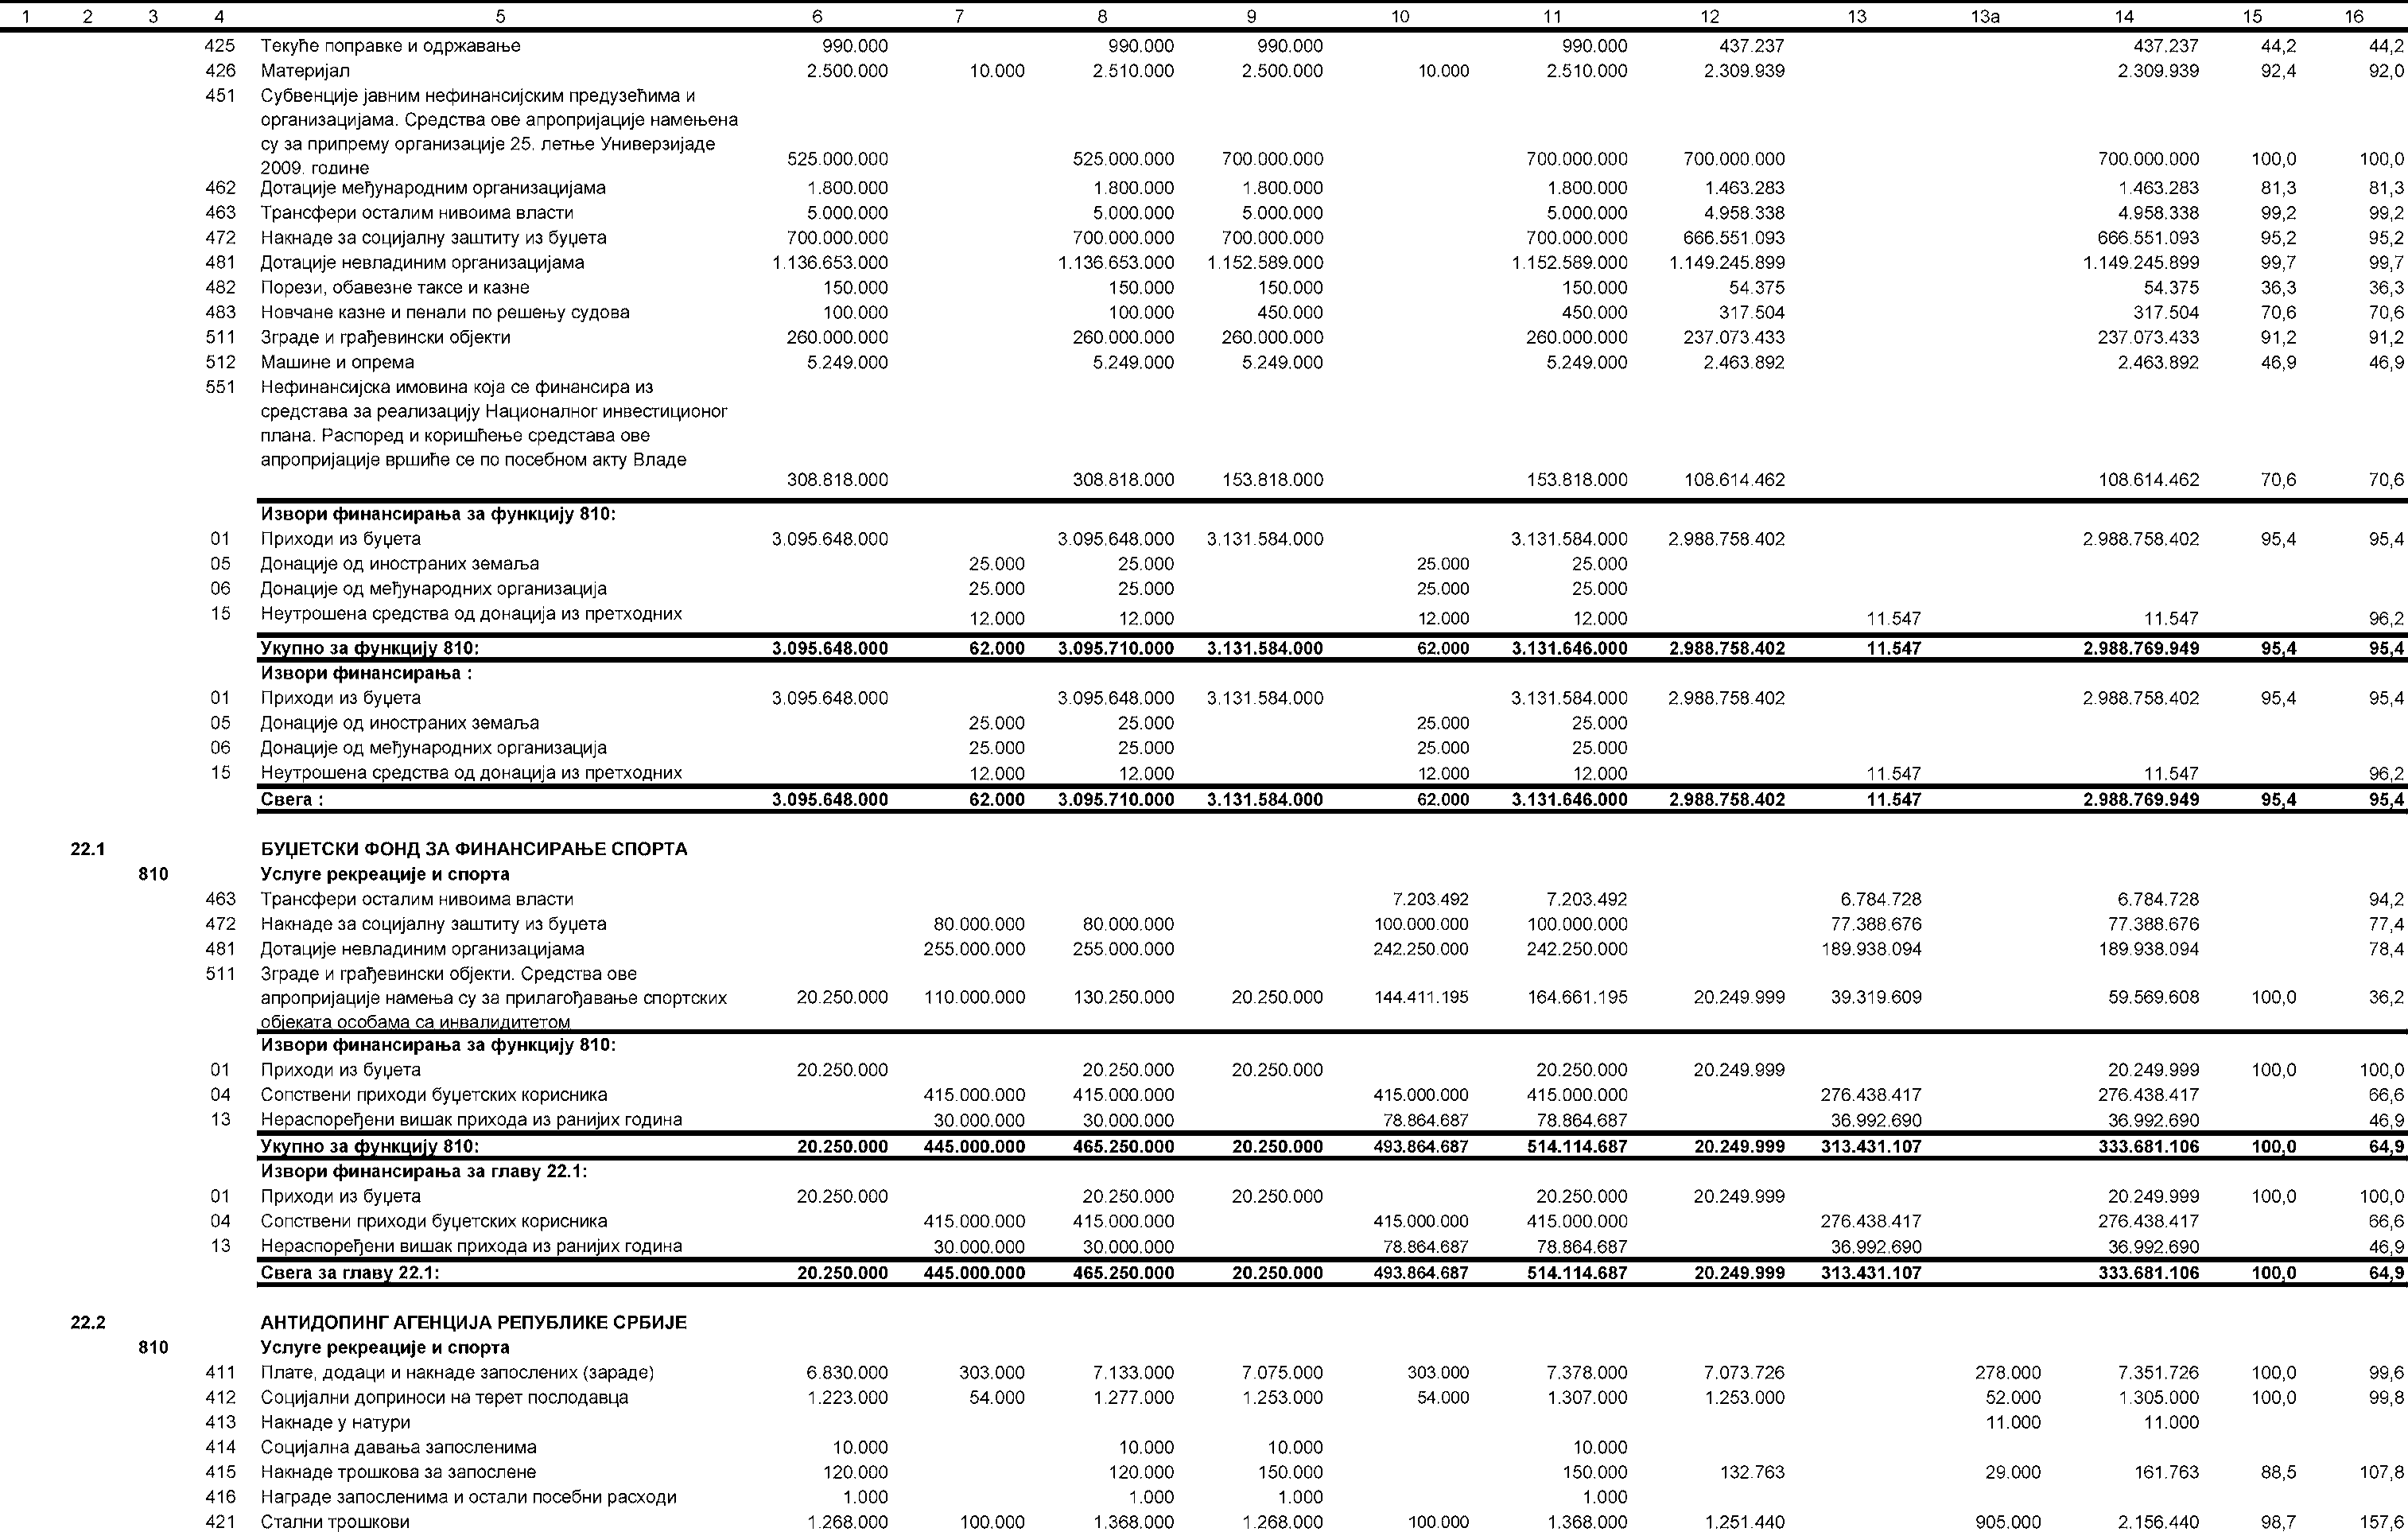 1 2 3 4 5 6 7 8 9 10 11 12 13 13a 14 15 16
425 Текуће поправке и одржавање 990.000 990.000 990.000 990.000 437.237 437.237 44,2 44,2
426 Материјал 2.500.000 10.000 2.510.000 2.500.000 10.000 2.510.000 2.309.939 2.309.939 92,4 92,0
451 Субвенције јавним нефинансијским предузећима и
организацијама. Средства ове апропријације намењена
су за припрему организације 25. летње Универзијаде
2009. године 525.000.000 525.000.000 700.000.000 700.000.000 700.000.000 700.000.000 100,0 100,0
462 Дотације међународним организацијама 1.800.000 1.800.000 1.800.000 1.800.000 1.463.283 1.463.283 81,3 81,3
463 Трансфери осталим нивоима власти 5.000.000 5.000.000 5.000.000 5.000.000 4.958.338 4.958.338 99,2 99,2
472 Накнаде за социјалну заштиту из буџета 700.000.000 700.000.000 700.000.000 700.000.000 666.551.093 666.551.093 95,2 95,2
481 Дотације невладиним организацијама 1.136.653.000 1.136.653.000 1.152.589.000 1.152.589.000 1.149.245.899 1.149.245.899 99,7 99,7
482 Порези, обавезне таксе и казне 150.000 150.000 150.000 150.000 54.375 54.375 36,3 36,3
483 Новчане казне и пенали по решењу судова 100.000 100.000 450.000 450.000 317.504 317.504 70,6 70,6
511 Зграде и грађевински објекти 260.000.000 260.000.000 260.000.000 260.000.000 237.073.433 237.073.433 91,2 91,2
512 Машине и опрема 5.249.000 5.249.000 5.249.000 5.249.000 2.463.892 2.463.892 46,9 46,9
551 Нефинансијска имовина која се финансира из
средстава за реализацију Националног инвестиционог
плана. Распоред и коришћење средстава ове
апропријације вршиће се по посебном акту Владе
308.818.000 308.818.000 153.818.000 153.818.000 108.614.462 108.614.462 70,6 70,6
Извори финансирања за функцију 810:
01 Приходи из буџета 3.095.648.000 3.095.648.000 3.131.584.000 3.131.584.000 2.988.758.402 2.988.758.402 95,4 95,4
05 Донације од иностраних земаља 25.000 25.000 25.000 25.000
06 Донације од међународних организација 25.000 25.000 25.000 25.000
15 Неутрошена средства од донација из претходних 12.000 12.000 12.000 12.000 11.547 11.547 96,2
Укупно за функцију 810: 3.095.648.000 62.000 3.095.710.000 3.131.584.000 62.000 3.131.646.000 2.988.758.402 11.547 2.988.769.949 95,4 95,4
Извори финансирања :
01 Приходи из буџета 3.095.648.000 3.095.648.000 3.131.584.000 3.131.584.000 2.988.758.402 2.988.758.402 95,4 95,4
05 Донације од иностраних земаља 25.000 25.000 25.000 25.000
06 Донације од међународних организација 25.000 25.000 25.000 25.000
15 Неутрошена средства од донација из претходних 12.000 12.000 12.000 12.000 11.547 11.547 96,2
Свега : 3.095.648.000 62.000 3.095.710.000 3.131.584.000 62.000 3.131.646.000 2.988.758.402 11.547 2.988.769.949 95,4 95,4
22.1 БУЏЕТСКИ ФОНД ЗА ФИНАНСИРАЊЕ СПОРТА
810 Услуге рекреације и спорта
463 Трансфери осталим нивоима власти 7.203.492 7.203.492 6.784.728 6.784.728 94,2
472 Накнаде за социјалну заштиту из буџета 80.000.000 80.000.000 100.000.000 100.000.000 77.388.676 77.388.676 77,4
481 Дотације невладиним организацијама 255.000.000 255.000.000 242.250.000 242.250.000 189.938.094 189.938.094 78,4
511 Зграде и грађевински објекти. Средства ове
апропријације намења су за прилагођавање спортских 20.250.000 110.000.000 130.250.000 20.250.000 144.411.195 164.661.195 20.249.999 39.319.609 59.569.608 100,0 36,2
објеката особама са инвалидитетом
Извори финансирања за функцију 810:
01 Приходи из буџета 20.250.000 20.250.000 20.250.000 20.250.000 20.249.999 20.249.999 100,0 100,0
04 Сопствени приходи буџетских корисника 415.000.000 415.000.000 415.000.000 415.000.000 276.438.417 276.438.417 66,6
13 Нераспоређени вишак прихода из ранијих година 30.000.000 30.000.000 78.864.687 78.864.687 36.992.690 36.992.690 46,9
Укупно за функцију 810: 20.250.000 445.000.000 465.250.000 20.250.000 493.864.687 514.114.687 20.249.999 313.431.107 333.681.106 100,0 64,9
Извори финансирања за главу 22.1:
01 Приходи из буџета 20.250.000 20.250.000 20.250.000 20.250.000 20.249.999 20.249.999 100,0 100,0
04 Сопствени приходи буџетских корисника 415.000.000 415.000.000 415.000.000 415.000.000 276.438.417 276.438.417 66,6
13 Нераспоређени вишак прихода из ранијих година 30.000.000 30.000.000 78.864.687 78.864.687 36.992.690 36.992.690 46,9
Свега за главу 22.1: 20.250.000 445.000.000 465.250.000 20.250.000 493.864.687 514.114.687 20.249.999 313.431.107 333.681.106 100,0 64,9
22.2 АНТИДОПИНГ АГЕНЦИЈА РЕПУБЛИКЕ СРБИЈЕ
810 Услуге рекреације и спорта
411 Плате, додаци и накнаде запослених (зараде) 6.830.000 303.000 7.133.000 7.075.000 303.000 7.378.000 7.073.726 278.000 7.351.726 100,0 99,6
412 Социјални доприноси на терет послодавца 1.223.000 54.000 1.277.000 1.253.000 54.000 1.307.000 1.253.000 52.000 1.305.000 100,0 99,8
413 Накнаде у натури 11.000 11.000
414 Социјална давања запосленима 10.000 10.000 10.000 10.000
415 Накнаде трошкова за запослене 120.000 120.000 150.000 150.000 132.763 29.000 161.763 88,5 107,8
416 Награде запосленима и остали посебни расходи 1.000 1.000 1.000 1.000
421 Стални трошкови 1.268.000 100.000 1.368.000 1.268.000 100.000 1.368.000 1.251.440 905.000 2.156.440 98,7 157,6